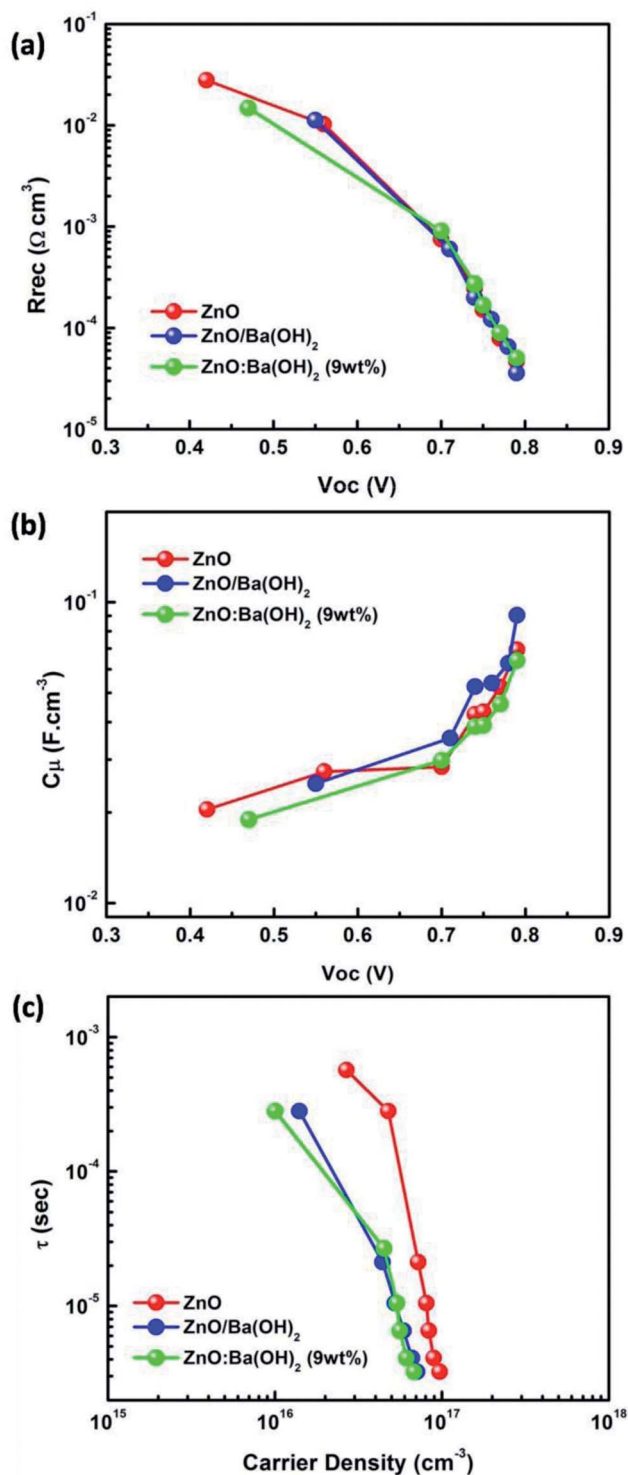 (a)
10⁻¹
10⁻²
10⁻³
10⁻⁴
10⁻⁵
Rrec (Ω cm³)
ZnO
ZnO/Ba(OH)₂
ZnO:Ba(OH)₂ (9wt%)
0.3 0.4 0.5 0.6 0.7 0.8 0.9
Voc (V)
(b)
10⁻¹
10⁻²
Cμ (F.cm⁻³)
ZnO
ZnO/Ba(OH)₂
ZnO:Ba(OH)₂ (9wt%)
0.3 0.4 0.5 0.6 0.7 0.8 0.9
Voc (V)
(c)
10⁻³
10⁻⁴
10⁻⁵
τ (sec)
ZnO
ZnO/Ba(OH)₂
ZnO:Ba(OH)₂ (9wt%)
10¹⁵ 10¹⁶ 10¹⁷ 10¹⁸
Carrier Density (cm⁻³)